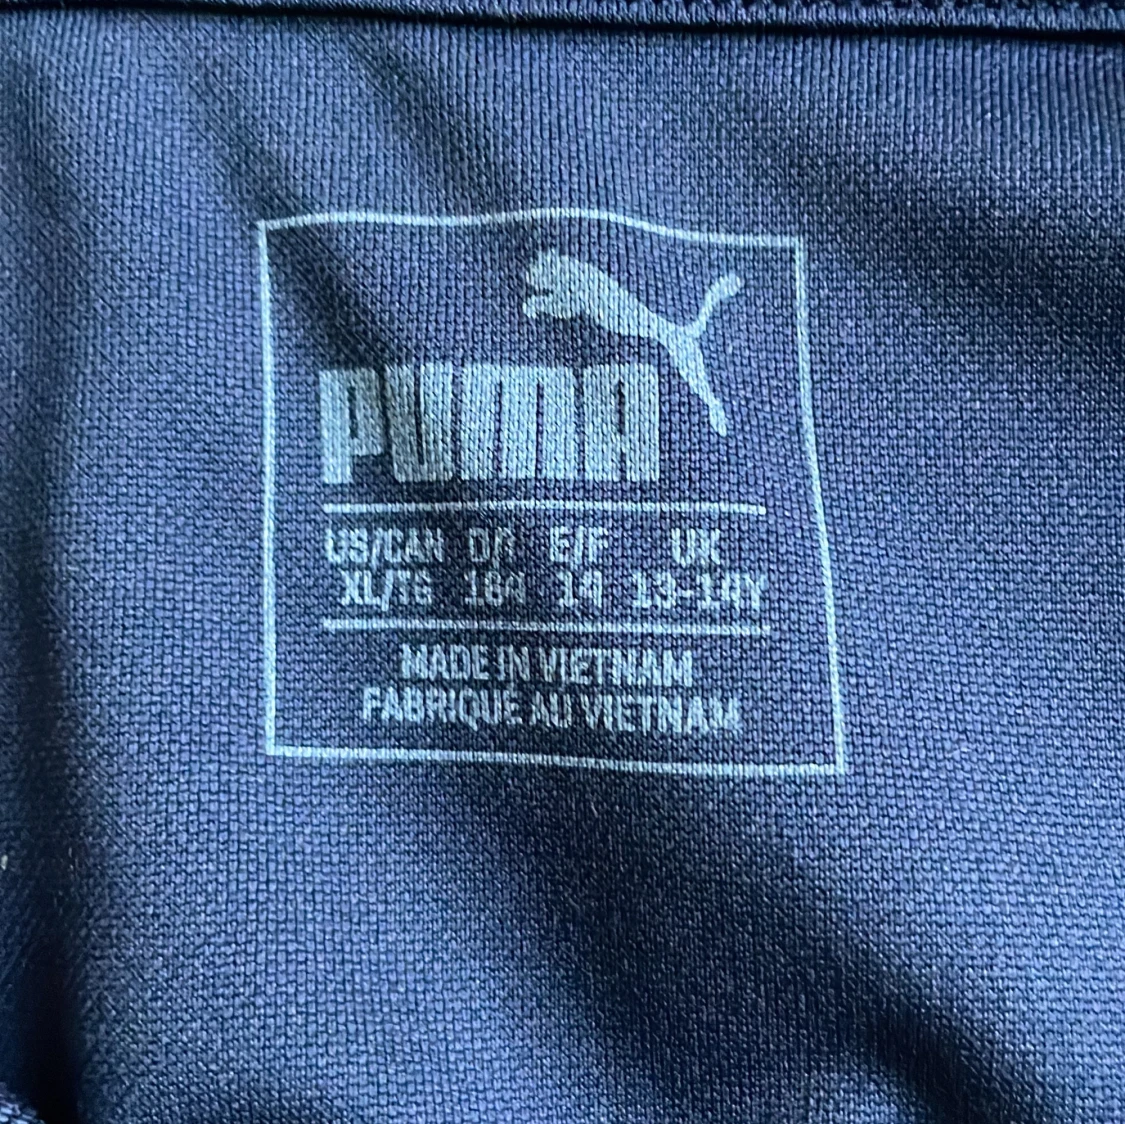 PUMA
US/CAN D/I E/F UK
XL/TG 164 14 13-14Y
MADE IN VIETNAM
FABRIQUÉ AU VIETNAM